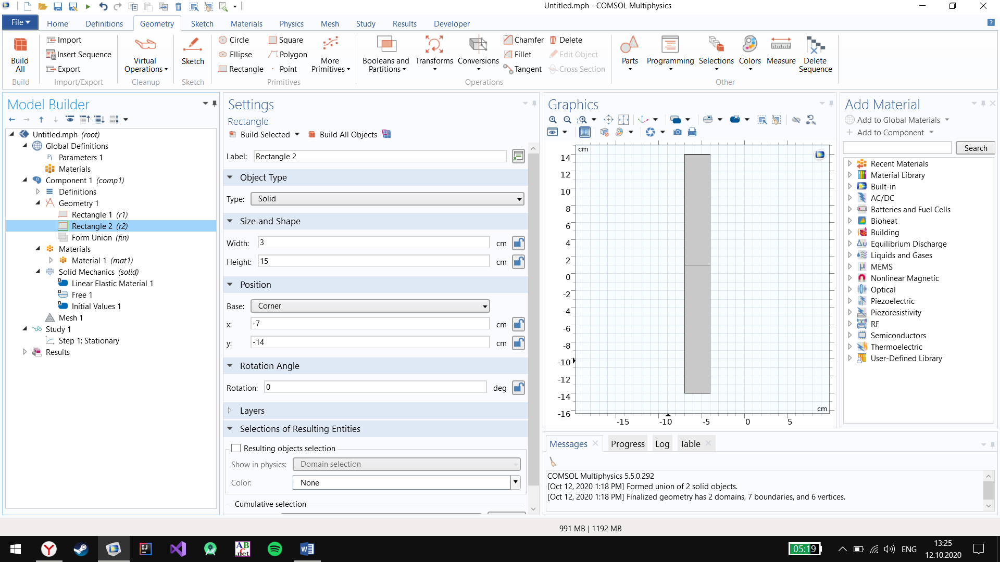 Untitled.mph - COMSOL Multiphysics
File Home Definitions Geometry Sketch Materials Physics Mesh Study Results Developer
Build All
Build
Import
Insert Sequence
Export
Import/Export
Virtual Operations
Cleanup
Sketch
Sketch
Circle
Ellipse
Rectangle
Square
Polygon
Point
More Primitives
Primitives
Booleans and Partitions
Transforms
Conversions
Chamfer
Fillet
Tangent
Delete
Edit Object
Cross Section
Operations
Parts
Programming
Selections
Colors
Measure
Delete Sequence
Other
Model Builder
Untitled.mph (root)
Global Definitions
Pi Parameters 1
Materials
Component 1 (comp1)
Definitions
Geometry 1
Rectangle 1 (r1)
Rectangle 2 (r2)
Form Union (fin)
Materials
Material 1 (mat1)
Solid Mechanics (solid)
Linear Elastic Material 1
Free 1
Initial Values 1
Mesh 1
Study 1
Step 1: Stationary
Results
Settings
Rectangle
Build Selected Build All Objects
Label: Rectangle 2
Object Type
Type: Solid
Size and Shape
Width: 3 cm
Height: 15 cm
Position
Base: Corner
x: -7 cm
y: -14 cm
Rotation Angle
Rotation: 0 deg
Layers
Selections of Resulting Entities
Resulting objects selection
Show in physics: Domain selection
Color: None
Cumulative selection
Graphics
cm
14
12
10
8
6
4
2
0
-2
-4
-6
-8
-10
-12
-14
-16
cm
-15 -10 -5 0 5
Add Material
Add to Global Materials
Add to Component
Search
Recent Materials
Material Library
Built-in
AC/DC
Batteries and Fuel Cells
Bioheat
Building
Δu Equilibrium Discharge
Liquids and Gases
μ MEMS
Nonlinear Magnetic
Optical
Piezoelectric
Piezoresistivity
RF
Semiconductors
Thermoelectric
User-Defined Library
Messages Progress Log Table
COMSOL Multiphysics 5.5.0.292
[Oct 12, 2020 1:18 PM] Formed union of 2 solid objects.
[Oct 12, 2020 1:18 PM] Finalized geometry has 2 domains, 7 boundaries, and 6 vertices.
991 MB | 1192 MB
05:19 ENG
13:25
12.10.2020